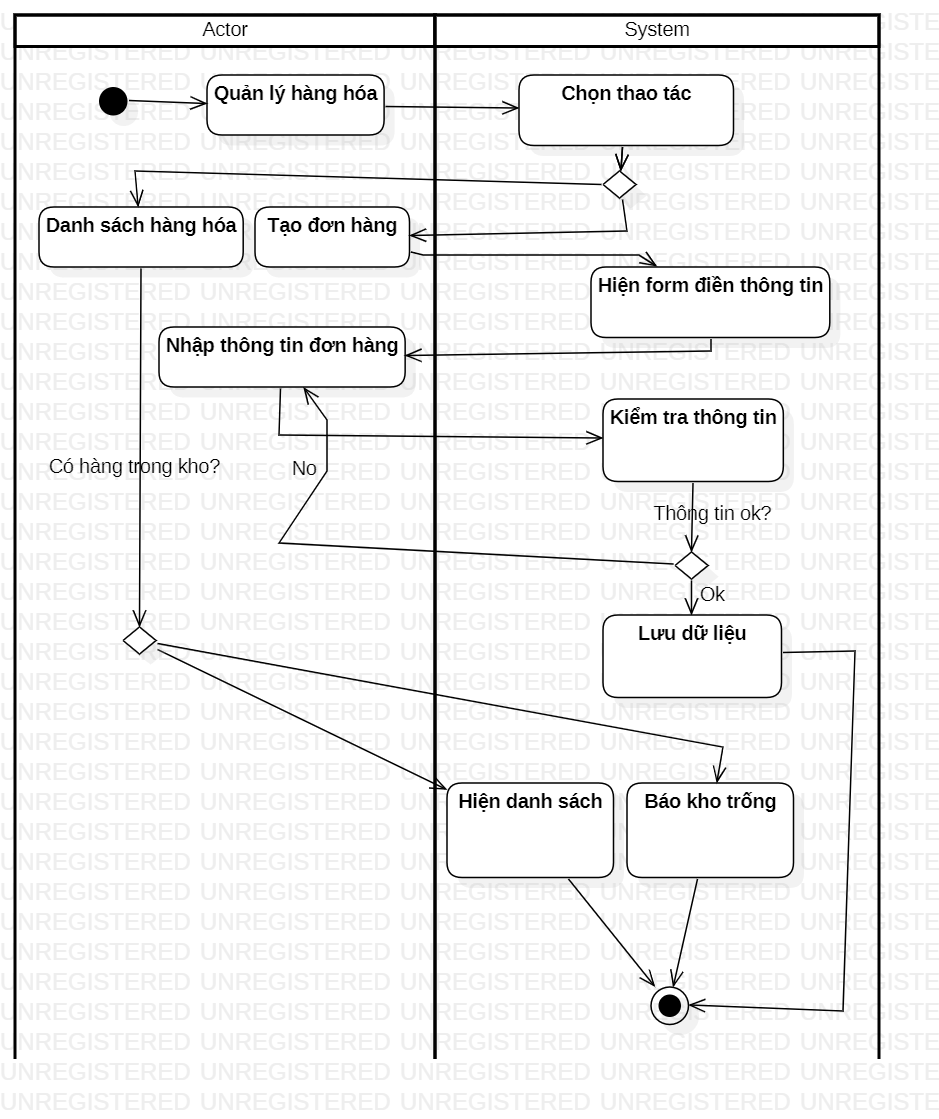 Actor
System
Quản lý hàng hóa
Chọn thao tác
Danh sách hàng hóa
Tạo đơn hàng
Hiện form điền thông tin
Nhập thông tin đơn hàng
Kiểm tra thông tin
Có hàng trong kho?
No
Thông tin ok?
Ok
Lưu dữ liệu
Hiện danh sách
Báo kho trống
UNREGISTERED